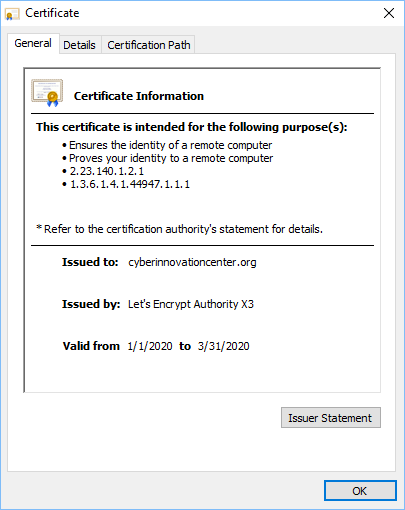 Certificate
General Details Certification Path
Certificate Information
This certificate is intended for the following purpose(s):
• Ensures the identity of a remote computer
• Proves your identity to a remote computer
• 2.23.140.1.2.1
• 1.3.6.1.4.1.44947.1.1.1
* Refer to the certification authority's statement for details.
Issued to: cyberinnovationcenter.org
Issued by: Let's Encrypt Authority X3
Valid from 1/1/2020 to 3/31/2020
Issuer Statement
OK